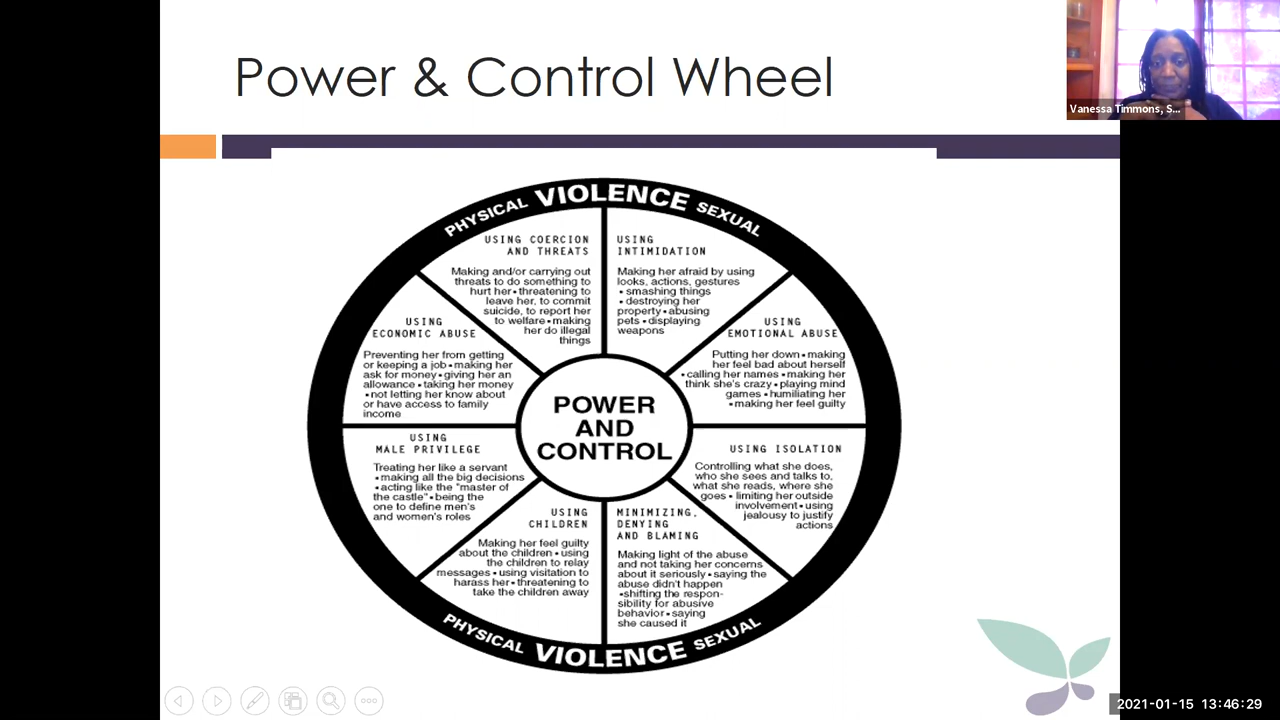 Power & Control Wheel
Vanessa Timmons, S...
PHYSICAL VIOLENCE SEXUAL
USING COERCION
AND THREATS
Making and/or carrying out
threats to do something to
hurt her • threatening to
leave her, to commit
suicide, to report her
to welfare • making
her do illegal
things
USING
INTIMIDATION
Making her afraid by using
looks, actions, gestures
• smashing things
• destroying her
property • abusing
pets • displaying
weapons
USING
ECONOMIC ABUSE
Preventing her from getting
or keeping a job • making her
ask for money • giving her an
allowance • taking her money
• not letting her know about
or have access to family
income
USING
EMOTIONAL ABUSE
Putting her down • making
her feel bad about herself
• calling her names • making her
think she's crazy • playing mind
games • humiliating her
• making her feel guilty
POWER
AND
CONTROL
USING
MALE PRIVILEGE
Treating her like a servant
• making all the big decisions
• acting like the "master of
the castle" • being the
one to define men's
and women's roles
USING ISOLATION
Controlling what she does,
who she sees and talks to,
what she reads, where she
goes • limiting her outside
involvement • using
jealousy to justify
actions
USING
CHILDREN
Making her feel guilty
about the children • using
the children to relay
messages • using visitation to
harass her • threatening to
take the children away
MINIMIZING,
DENYING
AND BLAMING
Making light of the abuse
and not taking her concerns
about it seriously • saying the
abuse didn't happen
• shifting the respon-
sibility for abusive
behavior • saying
she caused it
PHYSICAL VIOLENCE SEXUAL
2021-01-15 13:46:29